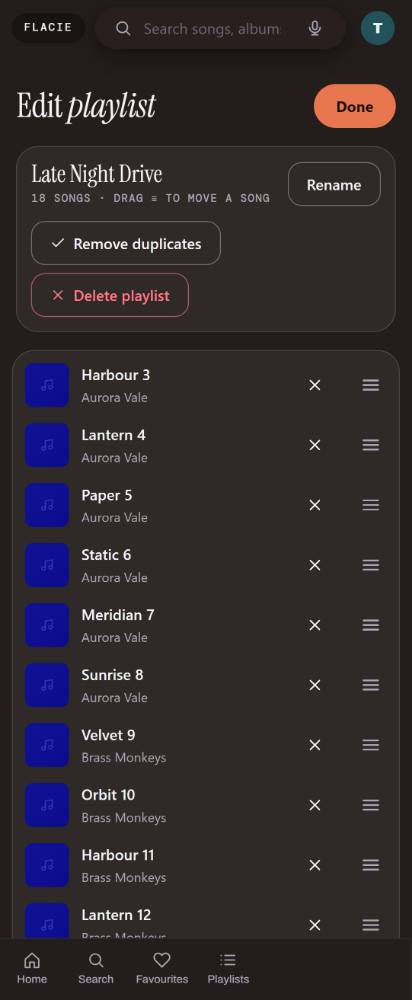 FLACIE
Search songs, album
T
Edit playlist
Done
Late Night Drive
18 SONGS · DRAG ≡ TO MOVE A SONG
Rename
Remove duplicates
Delete playlist
Harbour 3
Aurora Vale
Lantern 4
Aurora Vale
Paper 5
Aurora Vale
Static 6
Aurora Vale
Meridian 7
Aurora Vale
Sunrise 8
Aurora Vale
Velvet 9
Brass Monkeys
Orbit 10
Brass Monkeys
Harbour 11
Brass Monkeys
Lantern 12
Brass Monkeys
Home
Search
Favourites
Playlists